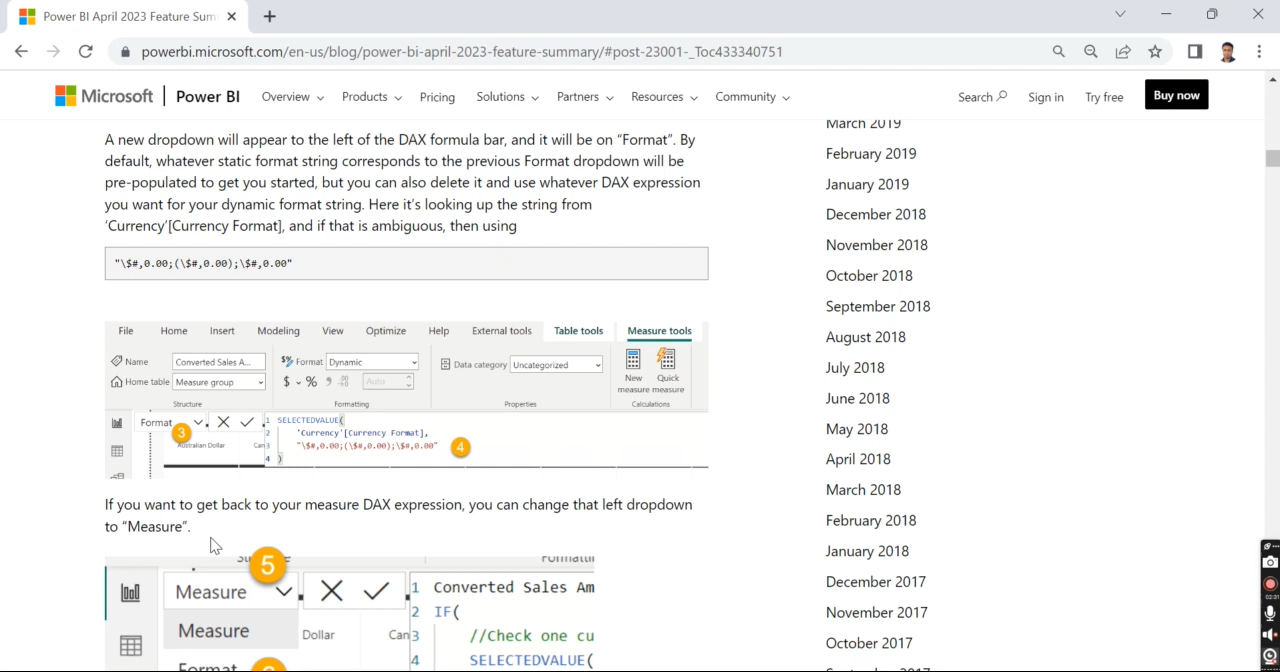 Power BI April 2023 Feature Sum
powerbi.microsoft.com/en-us/blog/power-bi-april-2023-feature-summary/#post-23001-_Toc433340751
Microsoft Power BI Overview Products Pricing Solutions Partners Resources Community Search Sign in Try free Buy now
A new dropdown will appear to the left of the DAX formula bar, and it will be on “Format”. By
default, whatever static format string corresponds to the previous Format dropdown will be
pre-populated to get you started, but you can also delete it and use whatever DAX expression
you want for your dynamic format string. Here it’s looking up the string from
‘Currency’[Currency Format], and if that is ambiguous, then using
"\$#,0.00;(\$#,0.00);\$#,0.00"
File Home Insert Modeling View Optimize Help External tools Table tools Measure tools
Name Converted Sales A... $% Format Dynamic Data category Uncategorized New Quick
Home table Measure group $ % 9 .00 Auto measure measure
Structure Formatting Properties Calculations
Format 1 SELECTEDVALUE(
3 2 'Currency'[Currency Format],
Australian Dollar Can 3 "\$#,0.00;(\$#,0.00);\$#,0.00" 4
4 )
If you want to get back to your measure DAX expression, you can change that left dropdown
to “Measure”.
5
Measure 1 Converted Sales Am
2 IF(
Measure Dollar Can 3 //Check one cu
Format 4 SELECTEDVALUE(
March 2019
February 2019
January 2019
December 2018
November 2018
October 2018
September 2018
August 2018
July 2018
June 2018
May 2018
April 2018
March 2018
February 2018
January 2018
December 2017
November 2017
October 2017